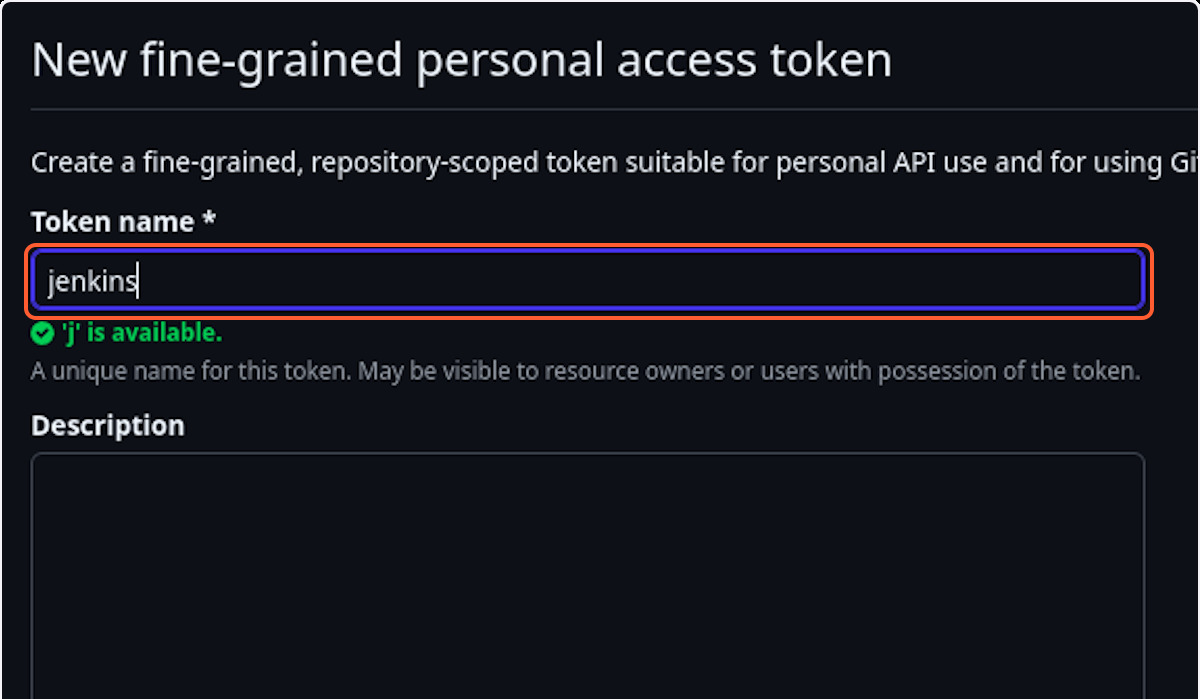 New fine-grained personal access token
Create a fine-grained, repository-scoped token suitable for personal API use and for using
Token name *
jenkins
'j' is available.
A unique name for this token. May be visible to resource owners or users with possession of the token.
Description